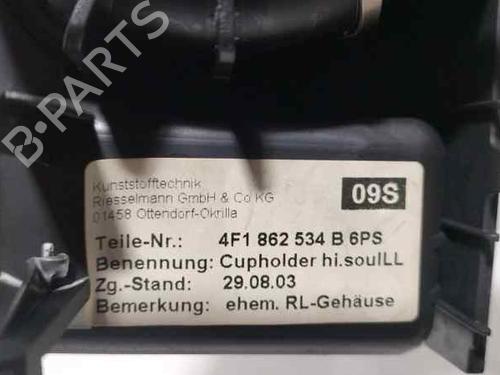 B-PARTS
Kunststofftechnik
Riesselmann GmbH & Co KG
01458 Ottendorf-Okrilla
09S
Teile-Nr.: 4F1 862 534 B 6PS
Benennung: Cupholder hi.soulLL
Zg.-Stand: 29.08.03
Bemerkung: ehem. RL-Gehäuse